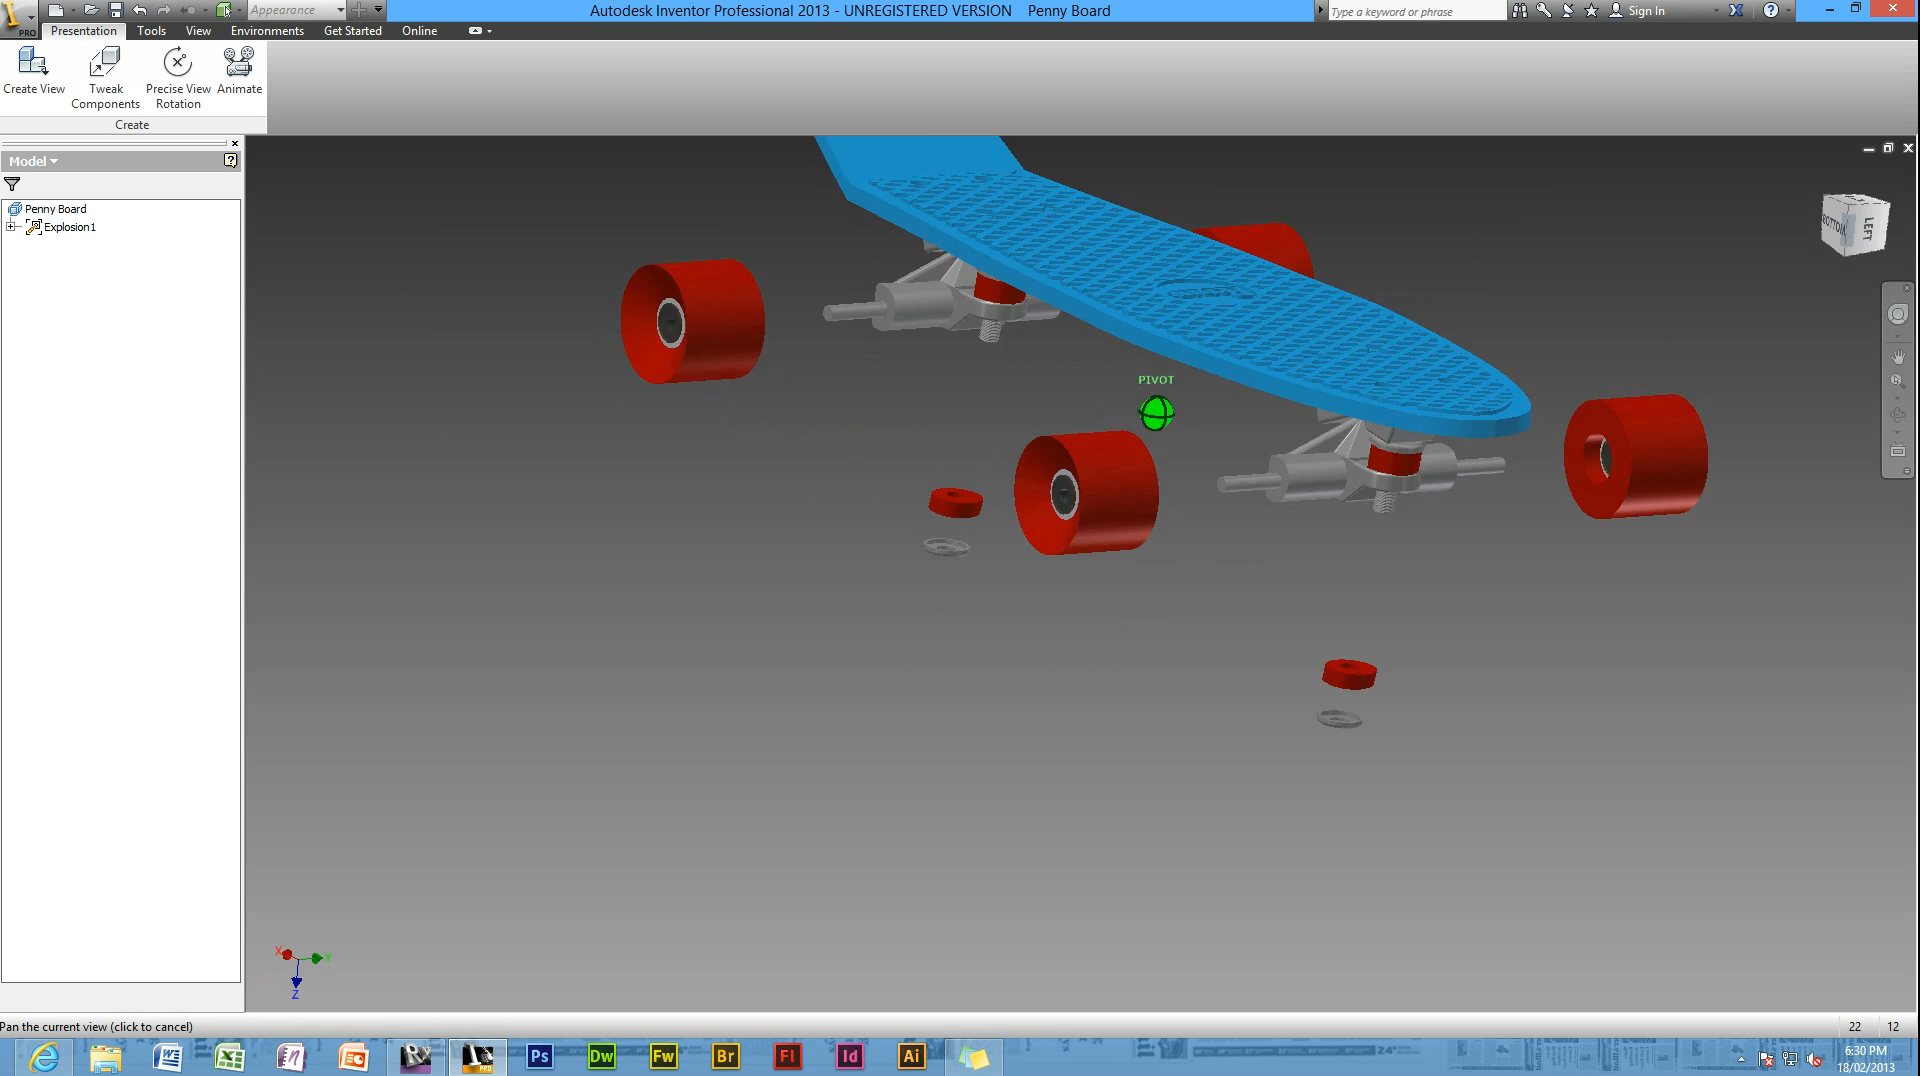 PRO
Appearance
Autodesk Inventor Professional 2013 - UNREGISTERED VERSION Penny Board
Type a keyword or phrase
Sign In
Presentation Tools View Environments Get Started Online
Create View
Tweak Components
Precise View Rotation
Animate
Create
Model
Penny Board
Explosion1
PIVOT
BOTTOM
LEFT
X
Y
Z
Pan the current view (click to cancel)
22 12
Ps Dw Fw Br Fl Id Ai
6:30 PM
18/02/2013